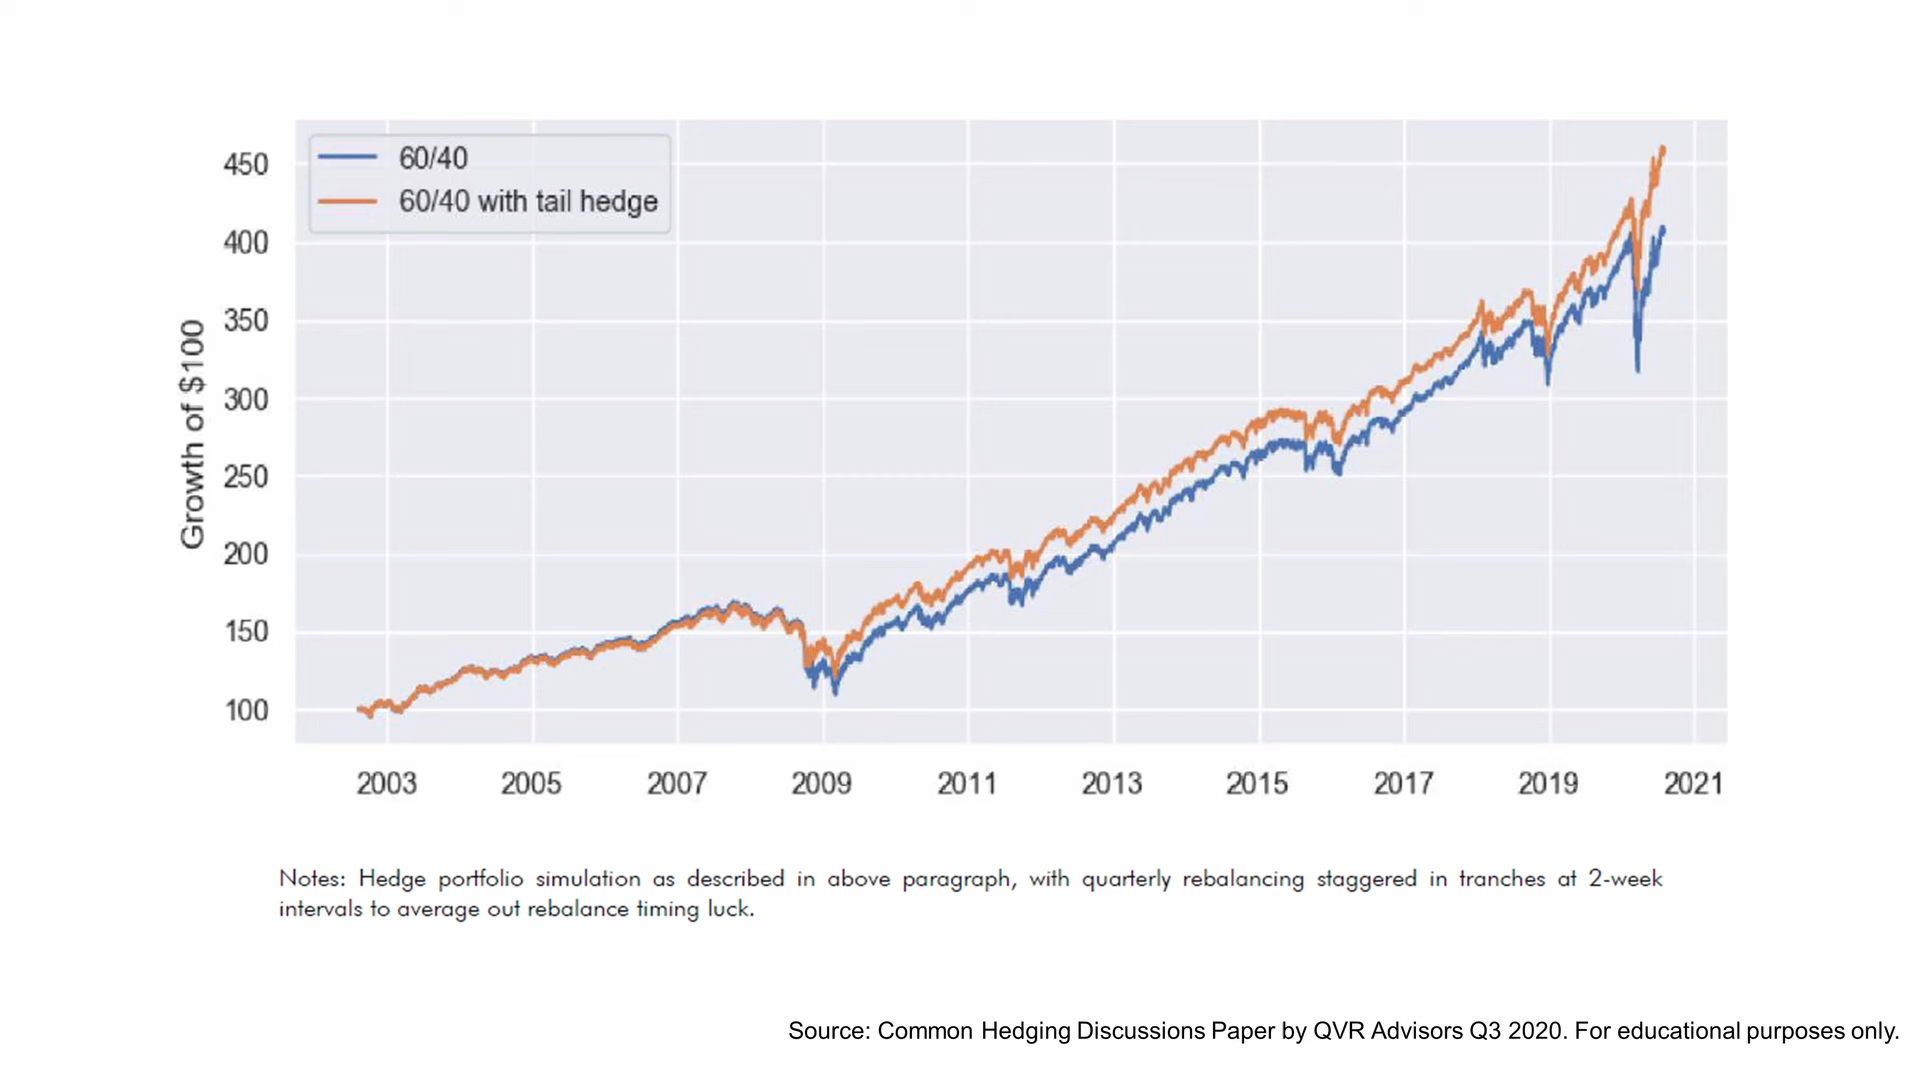 60/40
60/40 with tail hedge
450
400
350
300
250
200
150
100
Growth of $100
2003 2005 2007 2009 2011 2013 2015 2017 2019 2021
Notes: Hedge portfolio simulation as described in above paragraph, with quarterly rebalancing staggered in tranches at 2-week
intervals to average out rebalance timing luck.
Source: Common Hedging Discussions Paper by QVR Advisors Q3 2020. For educational purposes only.